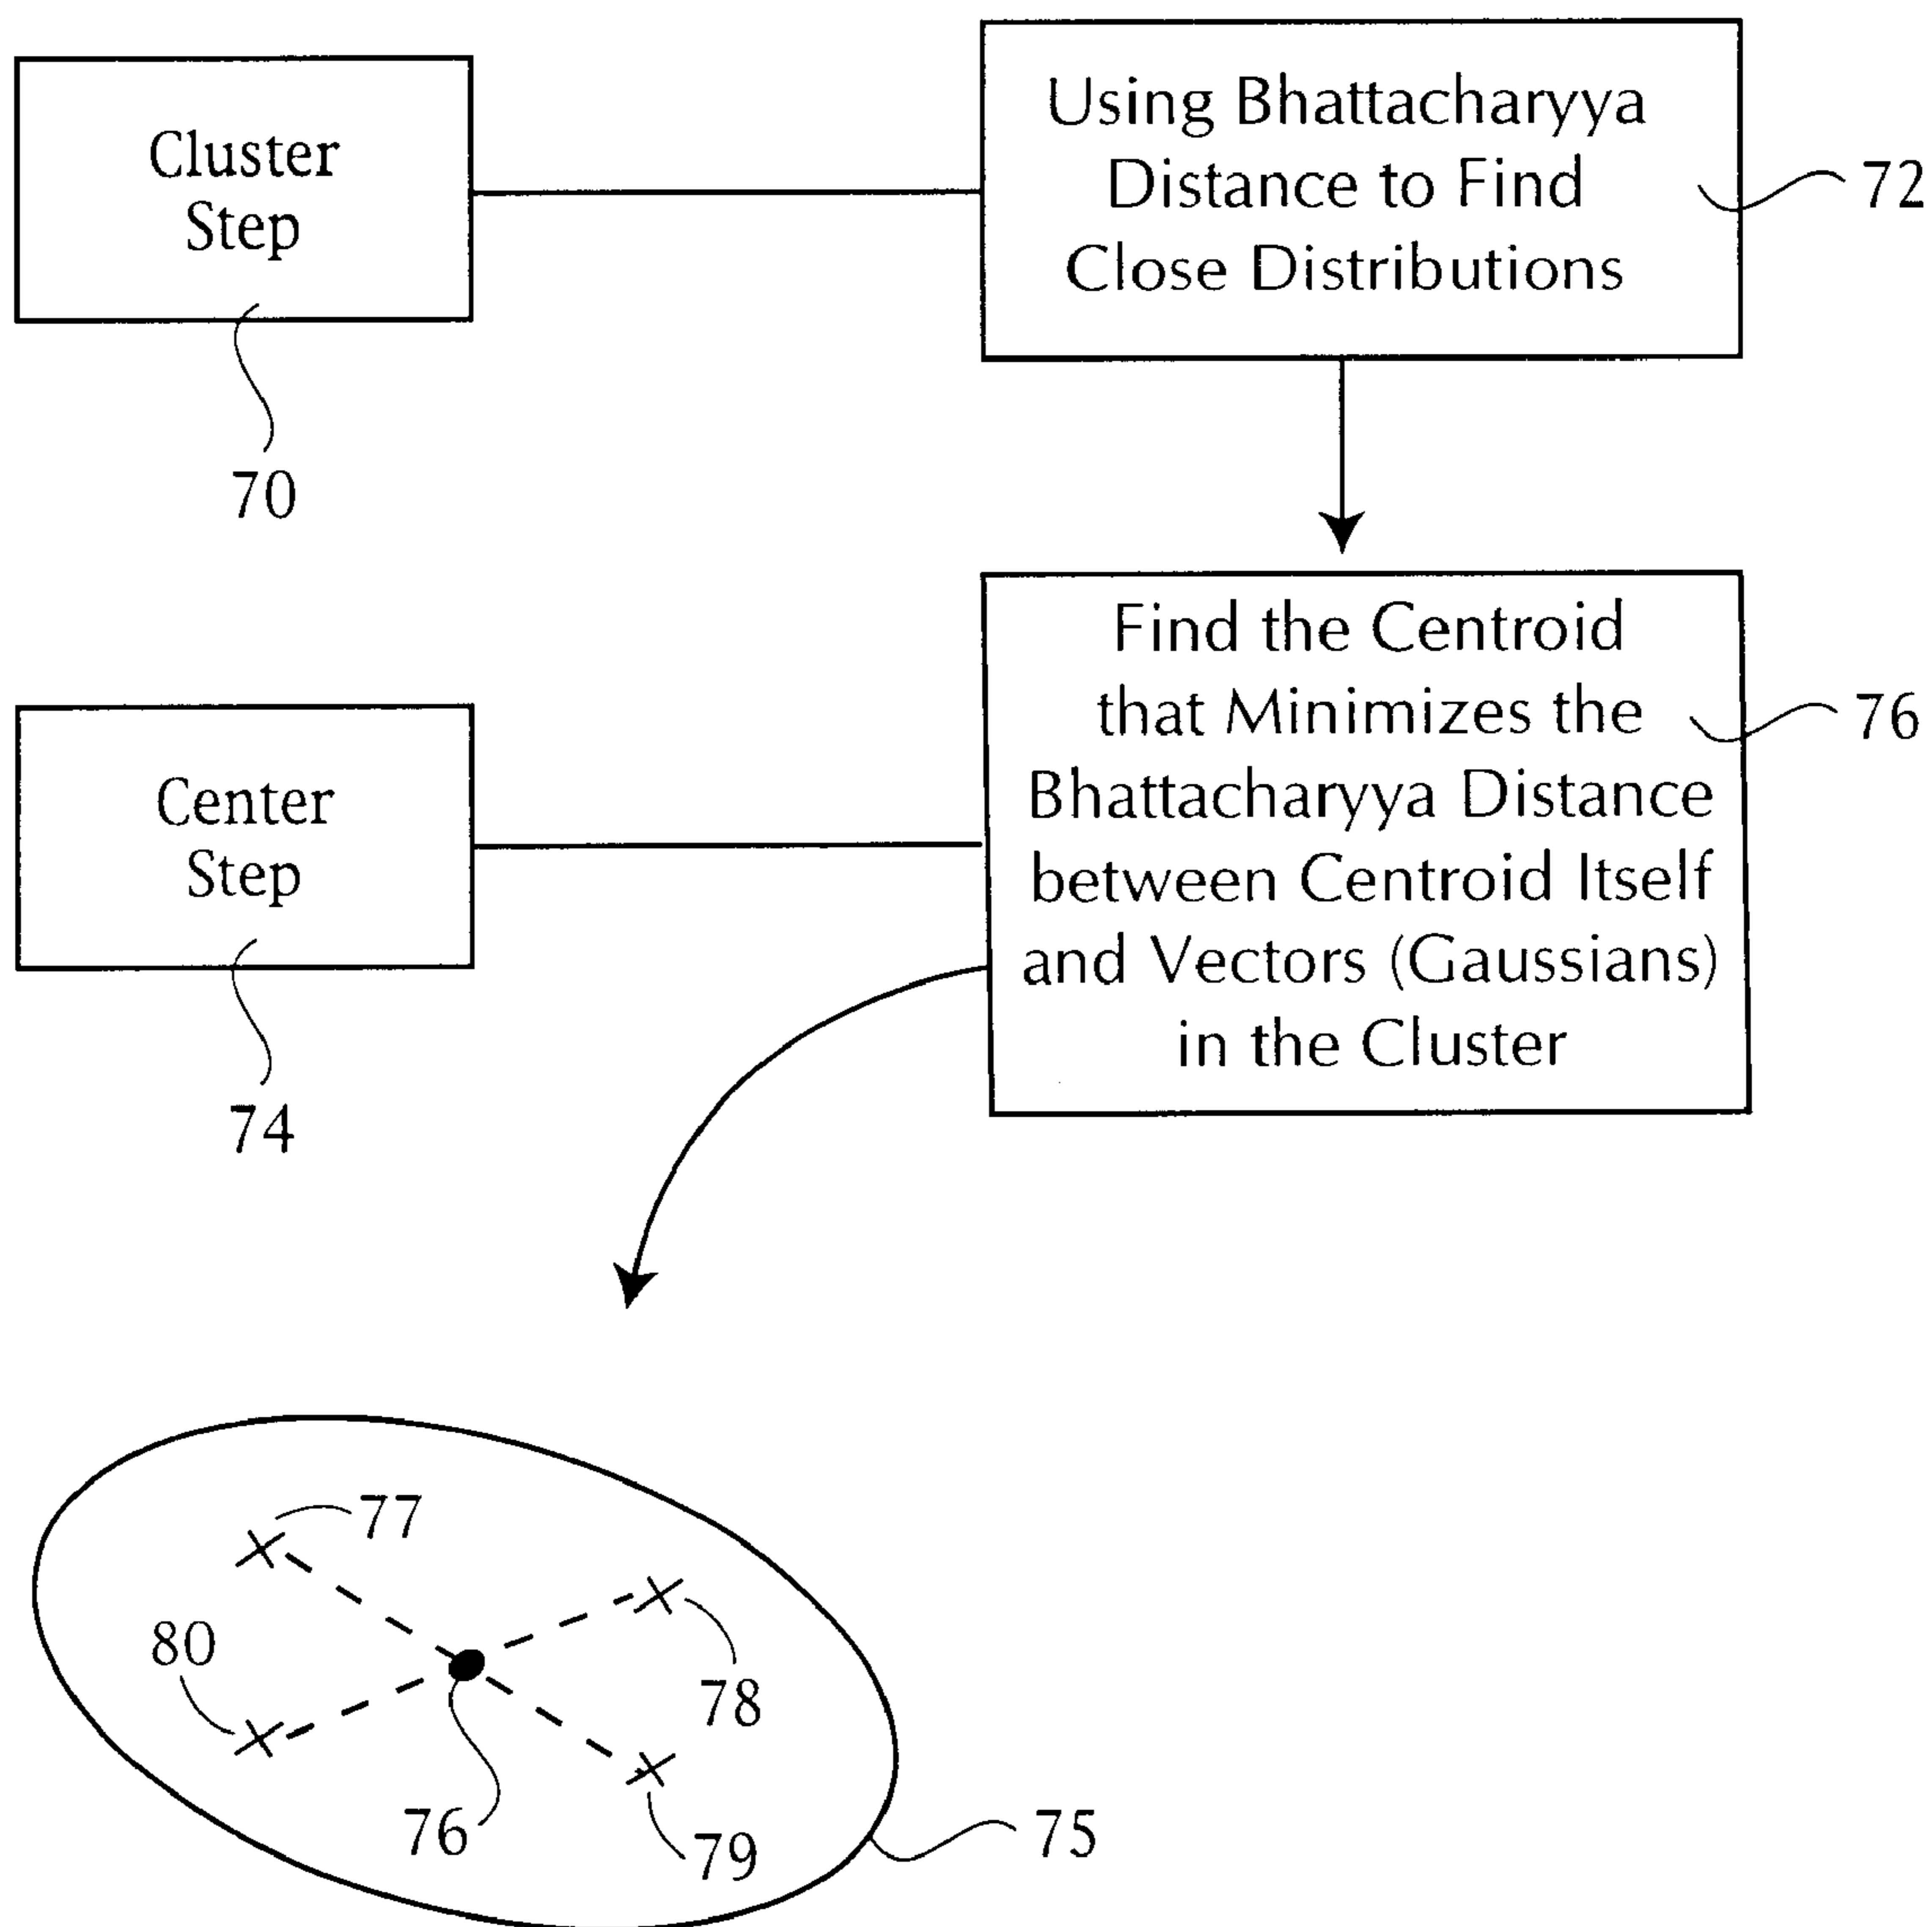 Cluster
Step
70
Using Bhattacharyya
Distance to Find
Close Distributions
72
Center
Step
74
Find the Centroid
that Minimizes the
Bhattacharyya Distance
between Centroid Itself
and Vectors (Gaussians)
in the Cluster
76
77
78
80
76
79
75